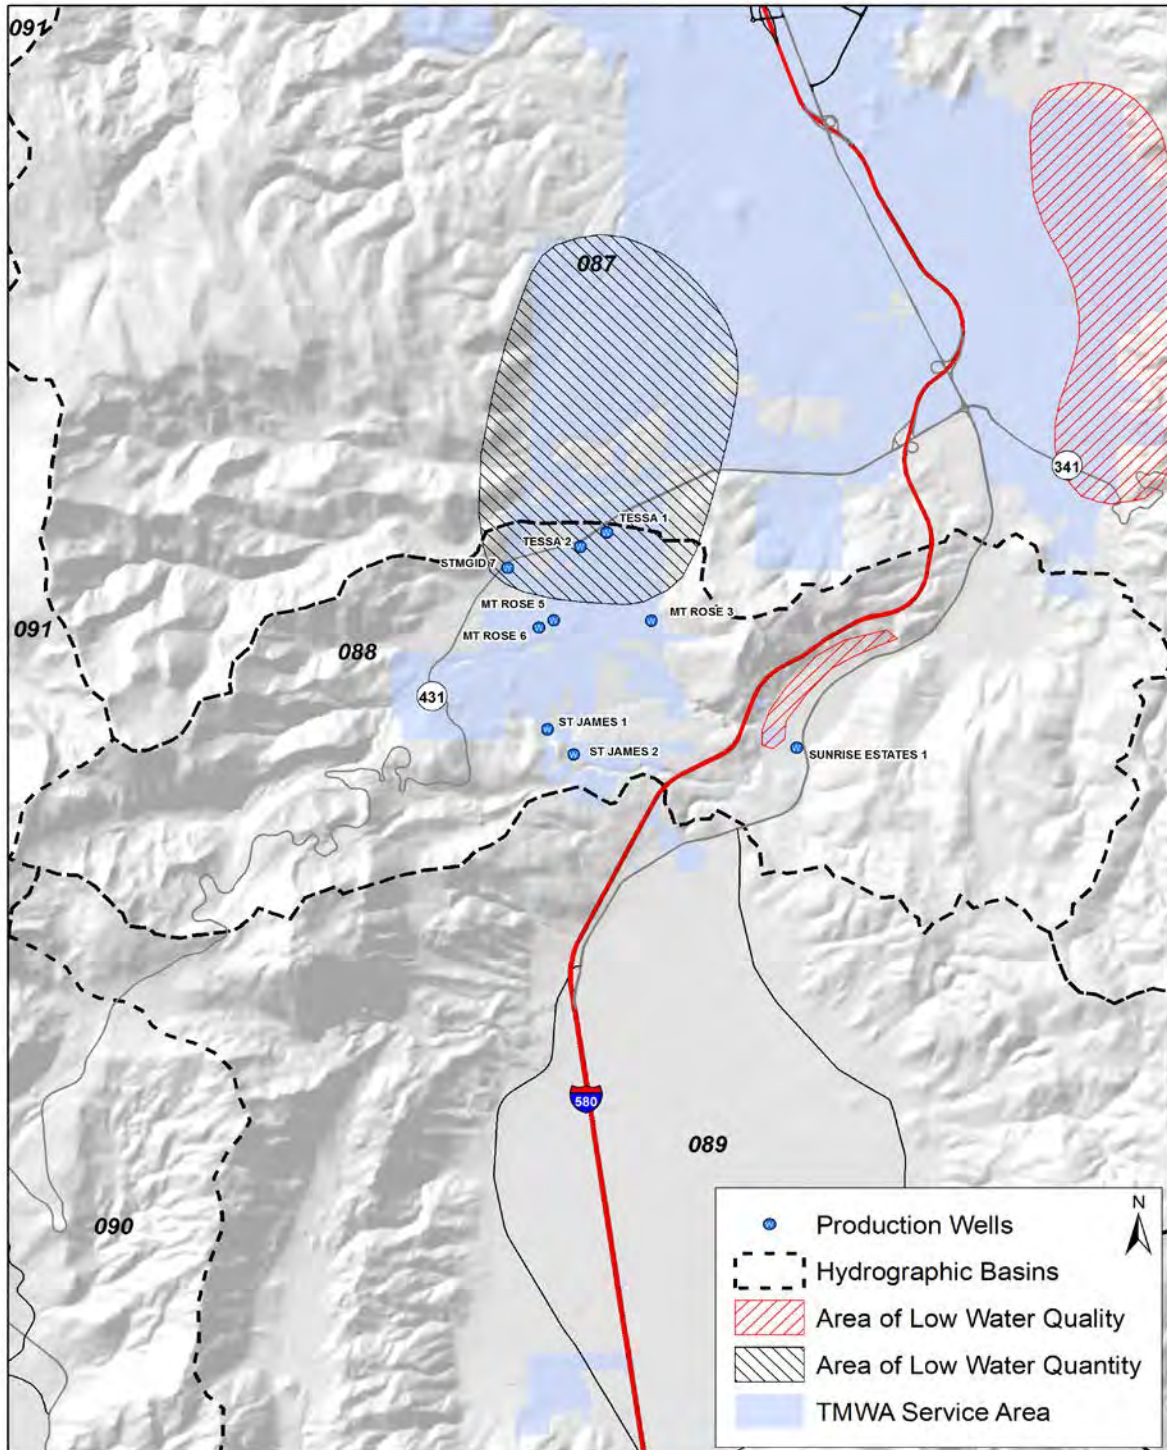 091
087
341
TESSA 1
TESSA 2
STMGID 7
MT ROSE 5
MT ROSE 3
MT ROSE 6
091
088
431
ST JAMES 1
ST JAMES 2
SUNRISE ESTATES 1
580
089
090
N
W Production Wells
Hydrographic Basins
Area of Low Water Quality
Area of Low Water Quantity
TMWA Service Area